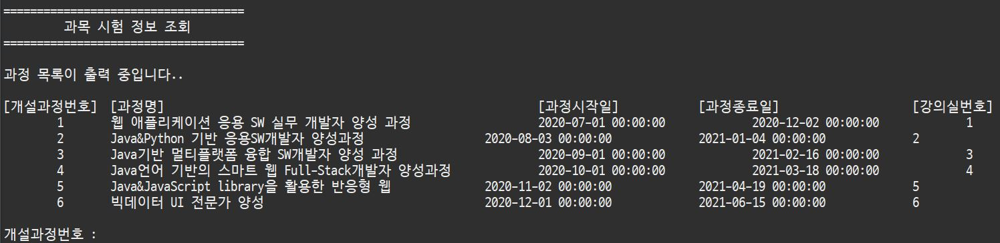 ====================================
과목 시험 정보 조회
====================================
과정 목록이 출력 중입니다..
[개설과정번호] [과정명] [과정시작일] [과정종료일] [강의실번호]
1 웹 애플리케이션 응용 SW 실무 개발자 양성 과정 2020-07-01 00:00:00 2020-12-02 00:00:00 1
2 Java&Python 기반 응용SW개발자 양성과정 2020-08-03 00:00:00 2021-01-04 00:00:00 2
3 Java기반 멀티플랫폼 융합 SW개발자 양성 과정 2020-09-01 00:00:00 2021-02-16 00:00:00 3
4 Java언어 기반의 스마트 웹 Full-Stack개발자 양성과정 2020-10-01 00:00:00 2021-03-18 00:00:00 4
5 Java&JavaScript library을 활용한 반응형 웹 2020-11-02 00:00:00 2021-04-19 00:00:00 5
6 빅데이터 UI 전문가 양성 2020-12-01 00:00:00 2021-06-15 00:00:00 6
개설과정번호 :